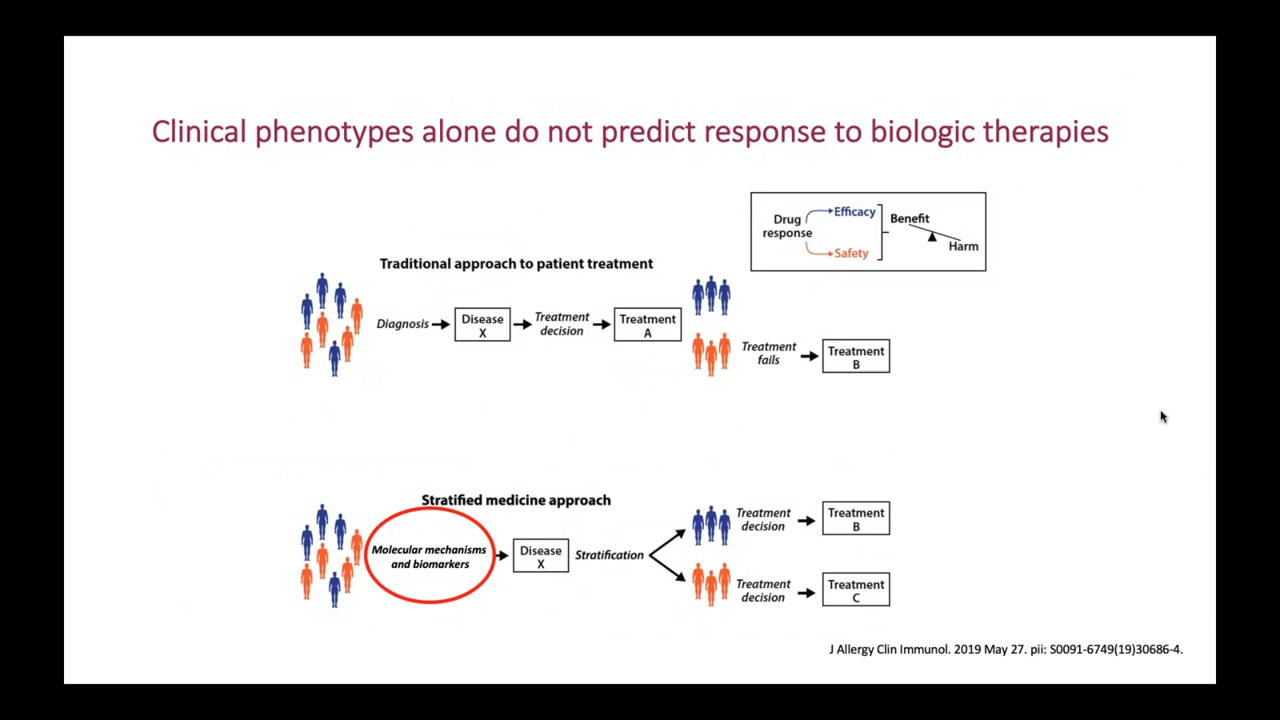 Clinical phenotypes alone do not predict response to biologic therapies
Drug
response
Efficacy
Safety
Benefit
Harm
Traditional approach to patient treatment
Diagnosis
Disease
X
Treatment
decision
Treatment
A
Treatment
fails
Treatment
B
Stratified medicine approach
Molecular mechanisms
and biomarkers
Disease
X
Stratification
Treatment
decision
Treatment
B
Treatment
decision
Treatment
C
J Allergy Clin Immunol. 2019 May 27. pii: S0091-6749(19)30686-4.